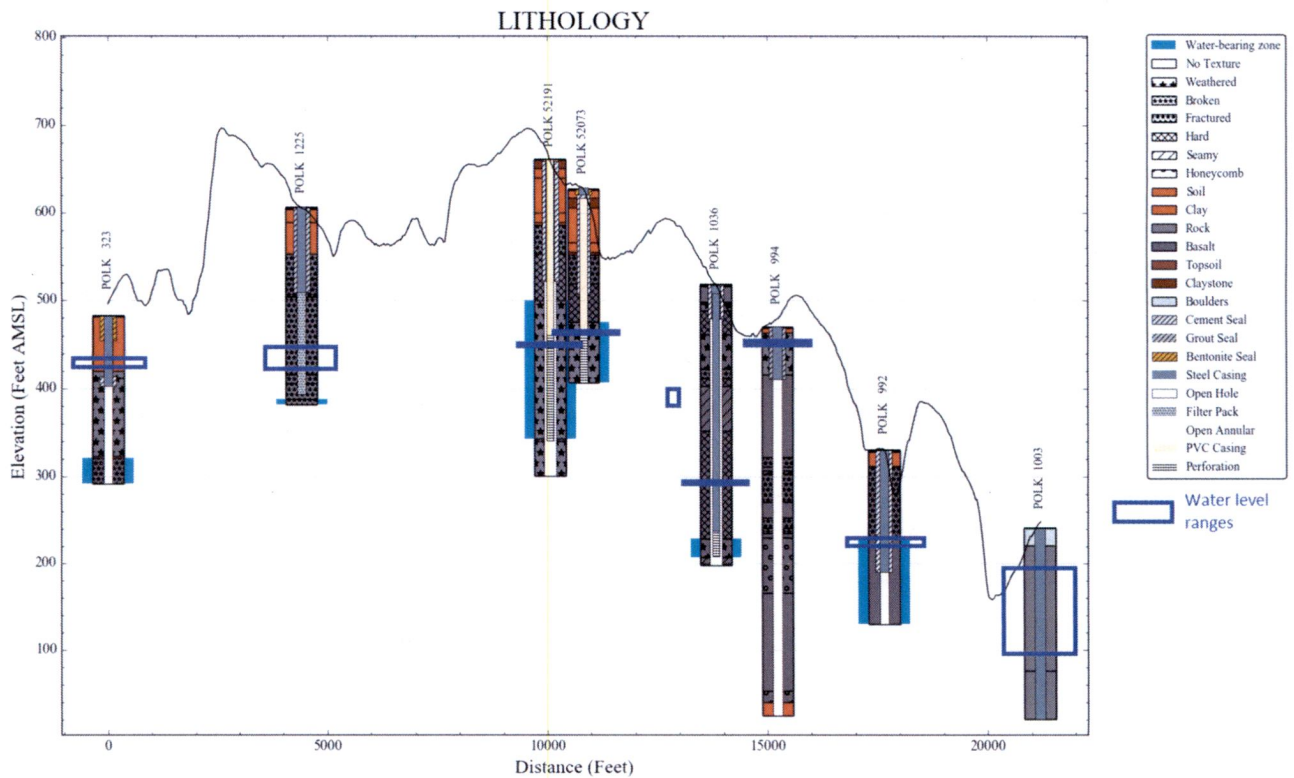 LITHOLOGY
800
700
600
500
400
300
200
100
Elevation (Feet AMSL)
POLK 323
POLK 1225
POLK 52191
POLK 52073
POLK 1036
POLK 994
POLK 992
POLK 1003
0
5000
10000
15000
20000
Distance (Feet)
Water-bearing zone
No Texture
Weathered
Broken
Fractured
Hard
Seamy
Honeycomb
Soil
Clay
Rock
Basalt
Topsoil
Claystone
Boulders
Cement Seal
Grout Seal
Bentonite Seal
Steel Casing
Open Hole
Filter Pack
Open Annular
PVC Casing
Perforation
Water level
ranges